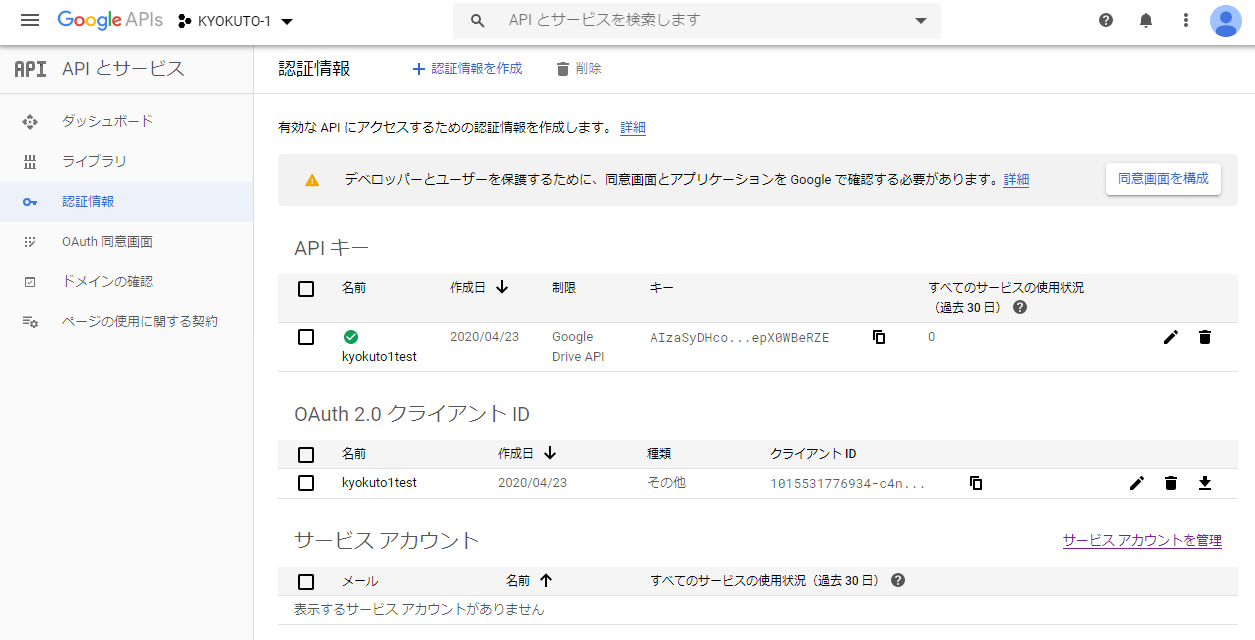 Google APIs
KYOKUTO-1
API とサービスを検索します
API API とサービス
認証情報
認証情報を作成
削除
ダッシュボード
ライブラリ
認証情報
OAuth 同意画面
ドメインの確認
ページの使用に関する契約
有効な API にアクセスするための認証情報を作成します。 詳細
デベロッパーとユーザーを保護するために、同意画面とアプリケーションを Google で確認する必要があります。詳細
同意画面を構成
API キー
名前 作成日 制限 キー すべてのサービスの使用状況
（過去 30 日）
kyokuto1test 2020/04/23 Google Drive API AIzaSyDHco...epX0WBeRZE 0
OAuth 2.0 クライアント ID
名前 作成日 種類 クライアント ID
kyokuto1test 2020/04/23 その他 1015531776934-c4n...
サービス アカウント
サービス アカウントを管理
メール 名前 すべてのサービスの使用状況（過去 30 日）
表示するサービス アカウントがありません